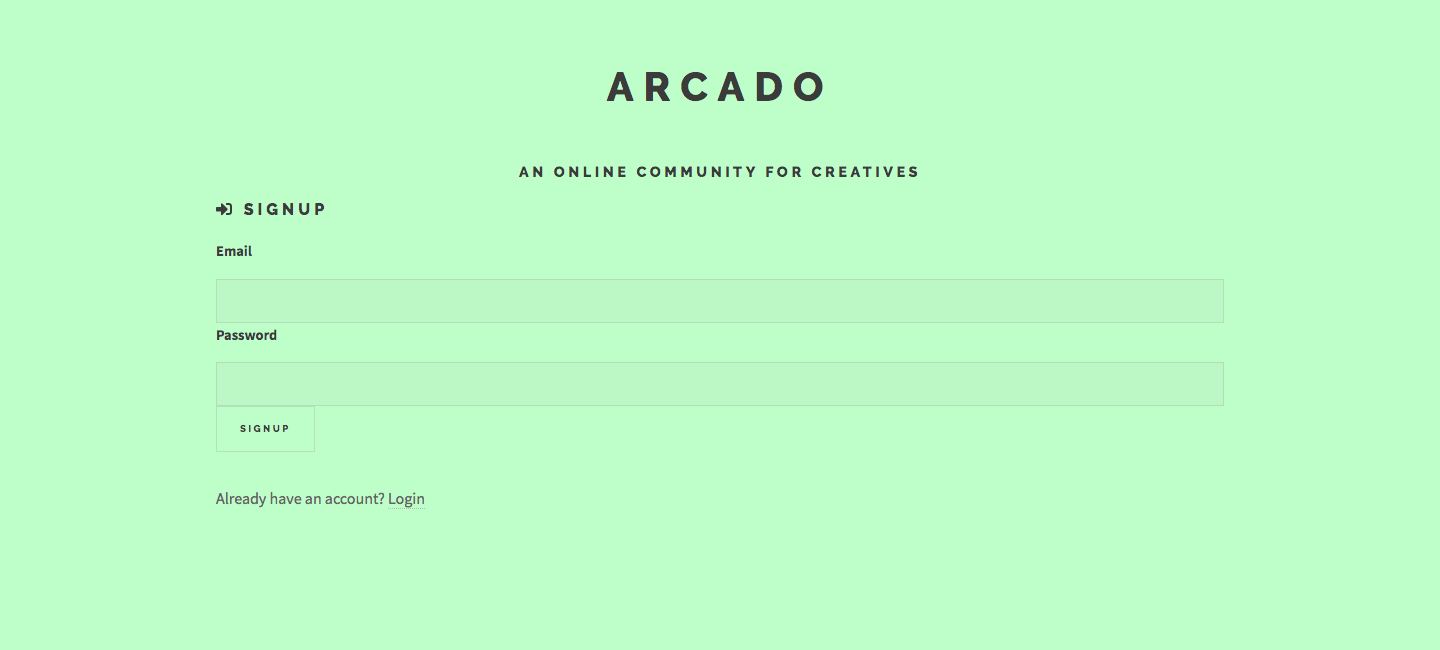 ARCADO
AN ONLINE COMMUNITY FOR CREATIVES
SIGNUP
Email
Password
SIGNUP
Already have an account? Login